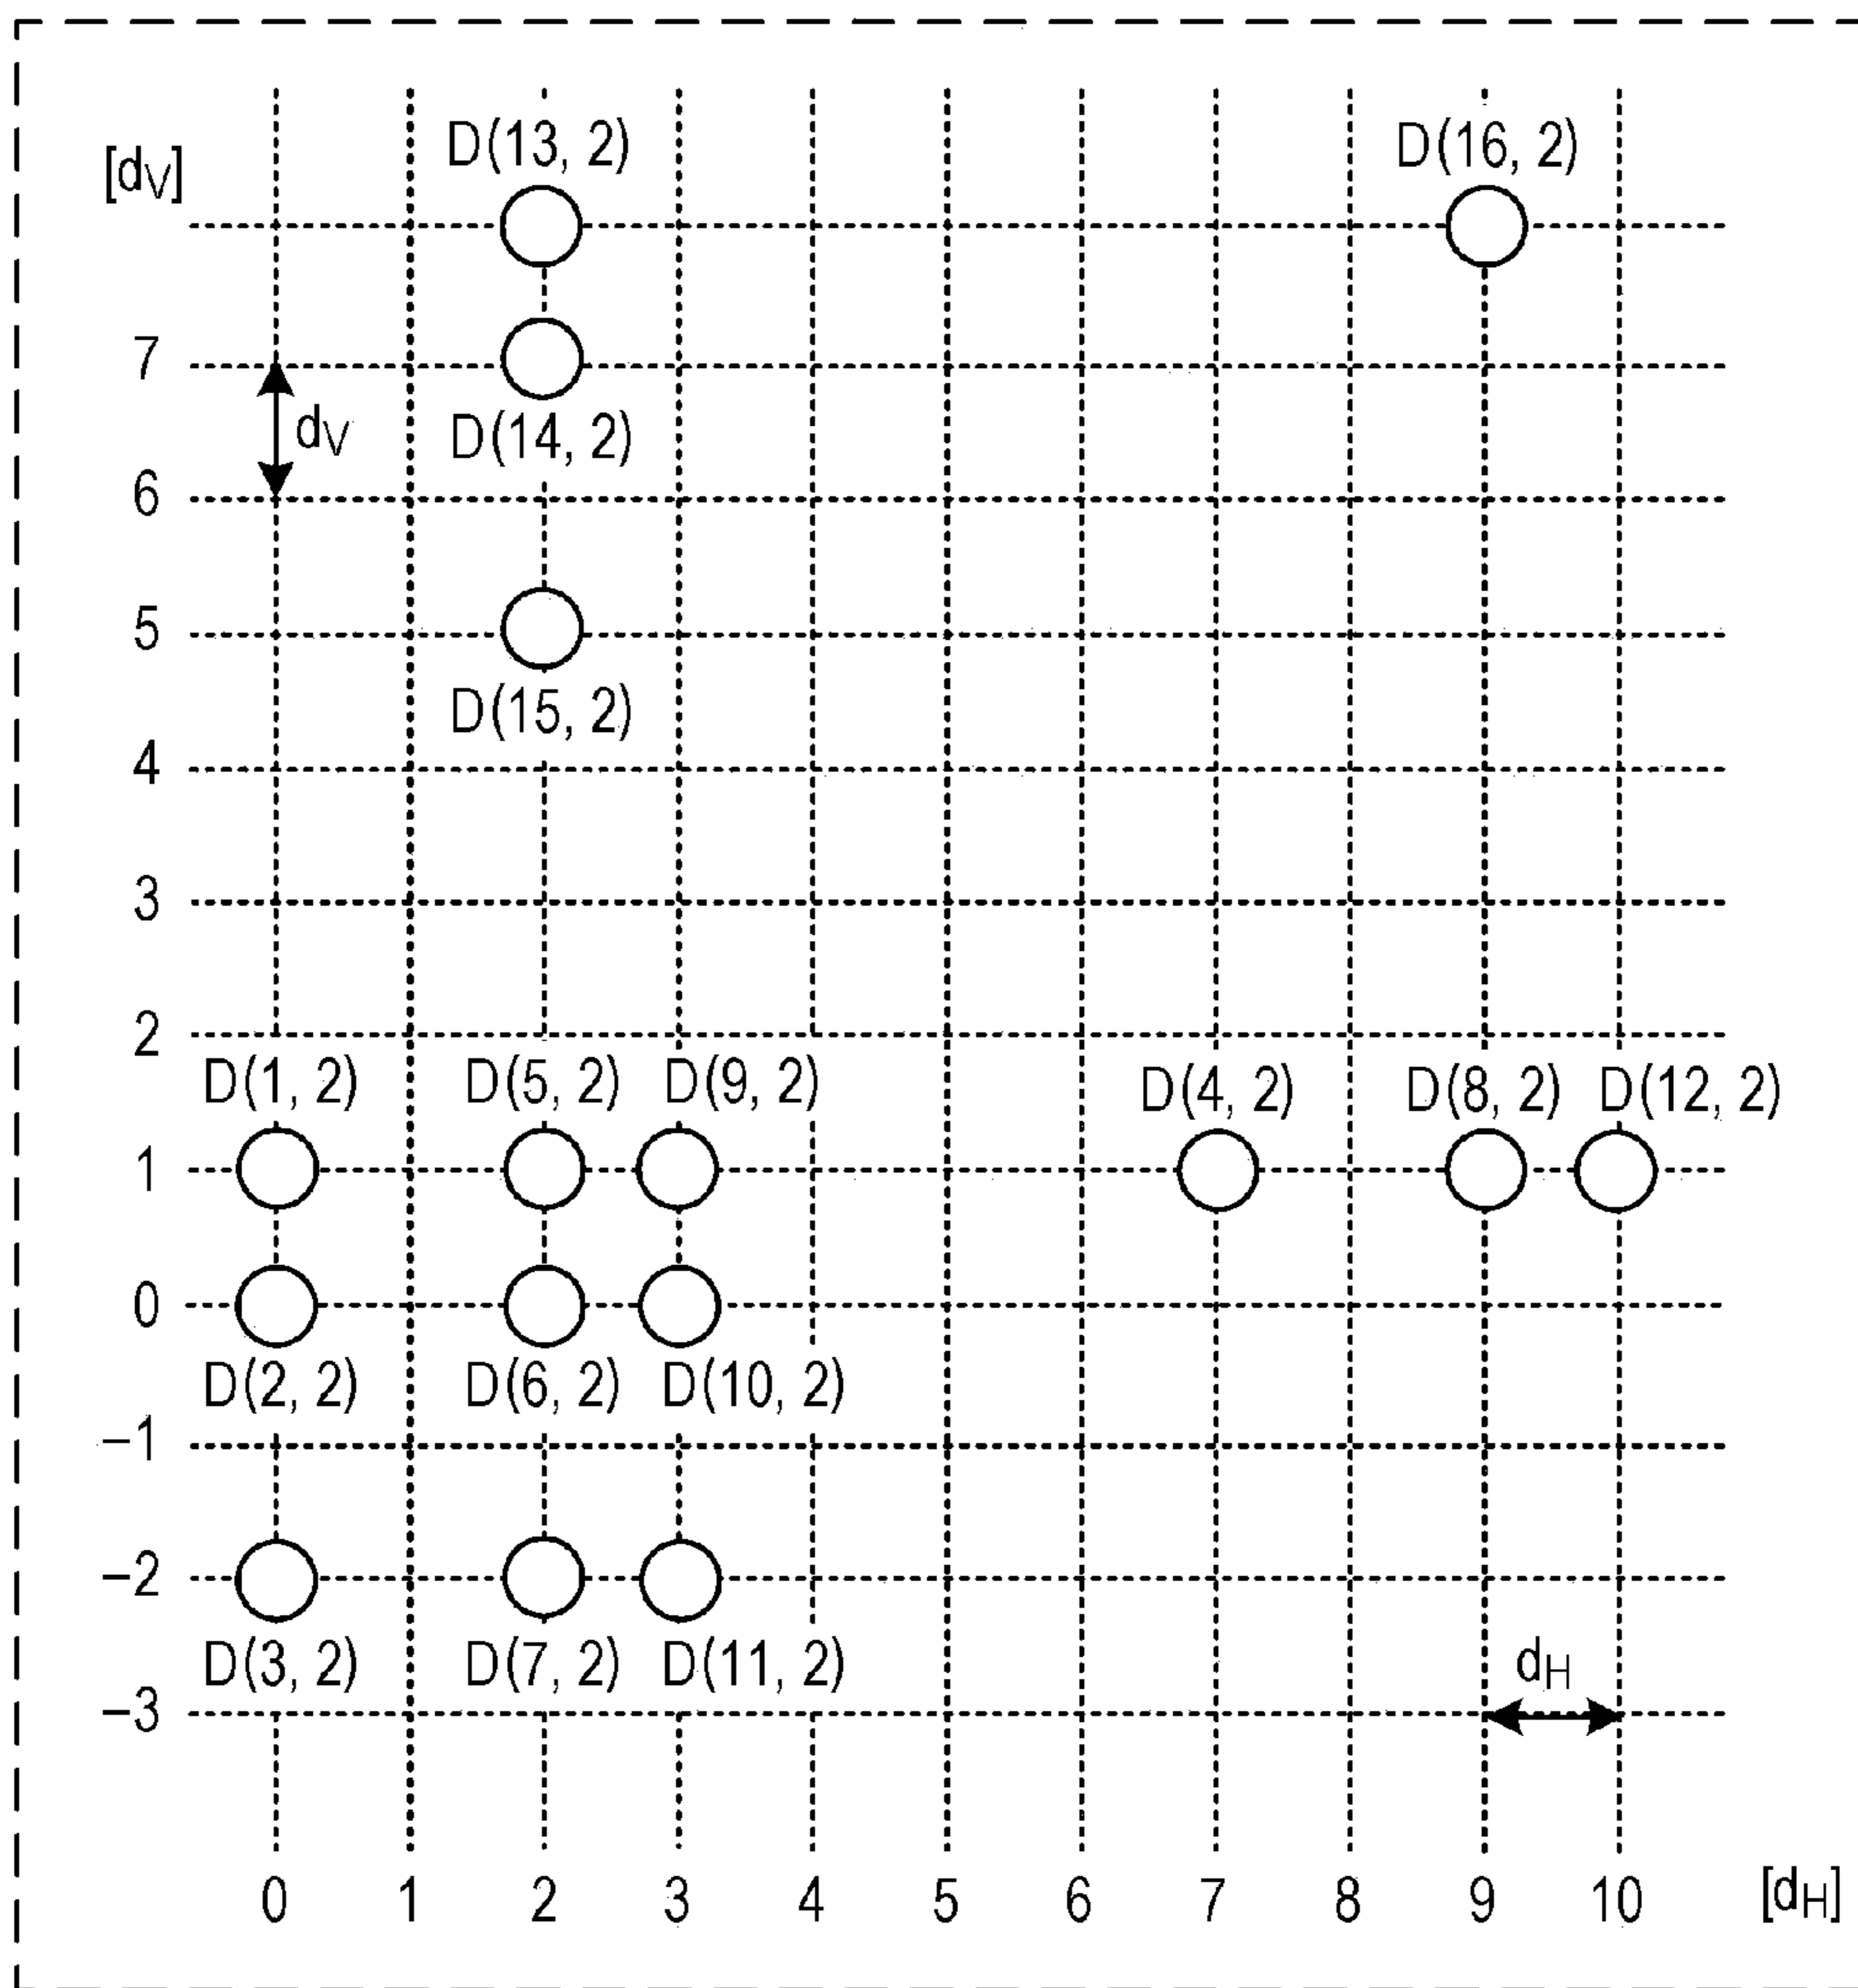 D(13, 2) D(16, 2)
[dV]
7
dV
D(14, 2)
6
5
D(15, 2)
4
3
2
D(1, 2) D(5, 2) D(9, 2) D(4, 2) D(8, 2) D(12, 2)
1
0
D(2, 2) D(6, 2) D(10, 2)
−1
−2
D(3, 2) D(7, 2) D(11, 2) dH
−3
0 1 2 3 4 5 6 7 8 9 10 [dH]